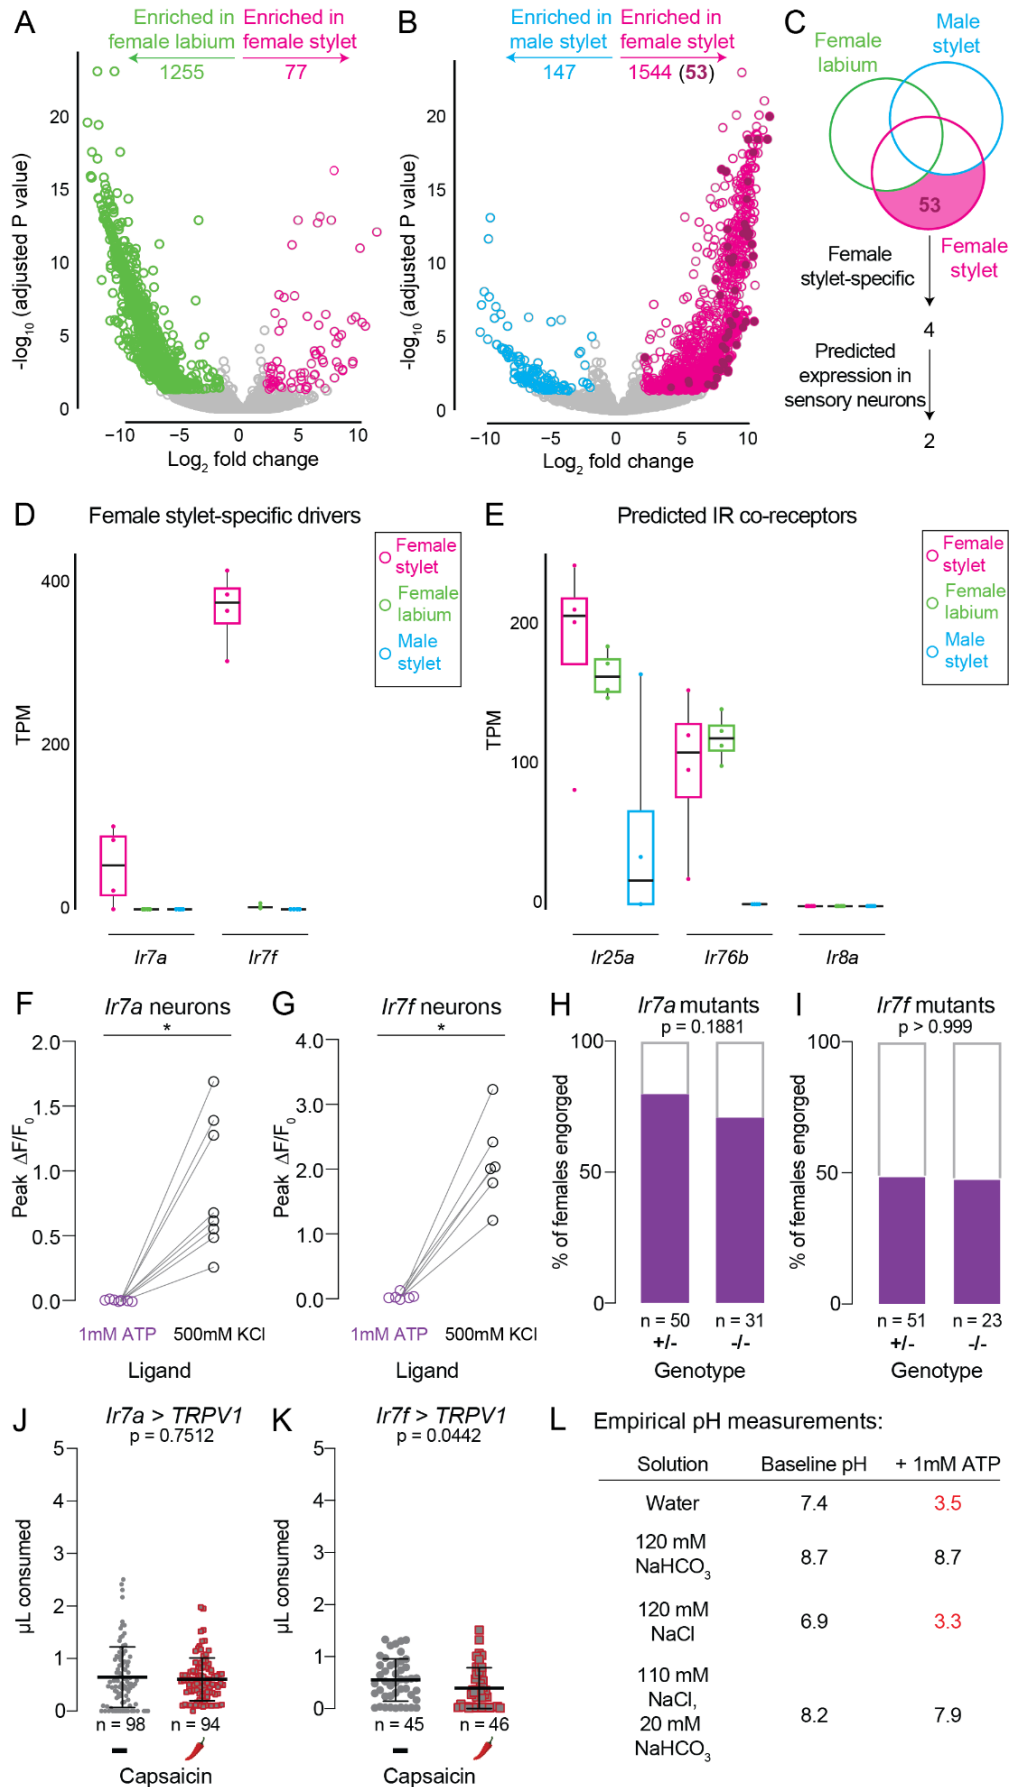 A
Enriched in
female labium
1255
Enriched in
female stylet
77
-log10 (adjusted P value)
20
15
10
5
0
−10
−5
0
5
10
Log2 fold change
B
Enriched in
male stylet
147
Enriched in
female stylet
1544 (53)
-log10 (adjusted P value)
20
15
10
5
0
−10
−5
0
5
10
Log2 fold change
C
Female
labium
Male
stylet
53
Female
stylet
Female
stylet-specific
4
Predicted
expression in
sensory neurons
2
D
Female stylet-specific drivers
Female
stylet
Female
labium
Male
stylet
TPM
400
200
0
Ir7a
Ir7f
E
Predicted IR co-receptors
Female
stylet
Female
labium
Male
stylet
TPM
200
100
0
Ir25a
Ir76b
Ir8a
F
Ir7a neurons
*
Peak ΔF/F0
2.0
1.5
1.0
0.5
0.0
1mM ATP
500mM KCl
Ligand
G
Ir7f neurons
*
Peak ΔF/F0
4.0
3.0
2.0
1.0
0.0
1mM ATP
500mM KCl
Ligand
H
Ir7a mutants
p = 0.1881
% of females engorged
100
50
0
n = 50
n = 31
+/-
-/-
Genotype
I
Ir7f mutants
p > 0.999
% of females engorged
100
50
0
n = 51
n = 23
+/-
-/-
Genotype
J
Ir7a > TRPV1
p = 0.7512
µL consumed
5
4
3
2
1
0
n = 98
n = 94
Capsaicin
K
Ir7f > TRPV1
p = 0.0442
µL consumed
5
4
3
2
1
0
n = 45
n = 46
Capsaicin
L
Empirical pH measurements:
Solution Baseline pH + 1mM ATP
Water 7.4 3.5
120 mM
NaHCO3 8.7 8.7
120 mM
NaCl 6.9 3.3
110 mM
NaCl,
20 mM
NaHCO3 8.2 7.9